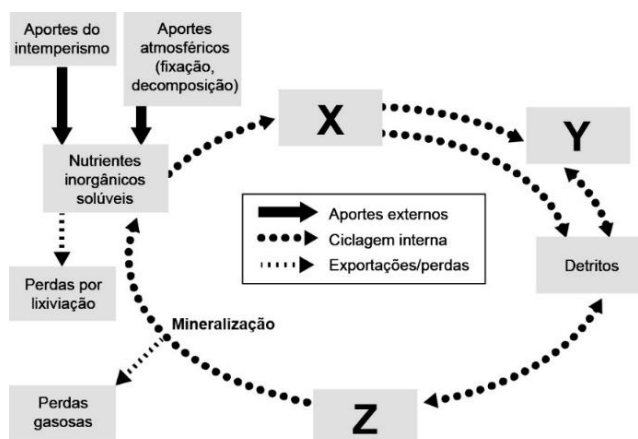 Aportes do
intemperismo
Aportes
atmosféricos
(fixação,
decomposição)
X
Y
Nutrientes
inorgânicos
solúveis
Aportes externos
Ciclagem interna
Exportações/perdas
Detritos
Perdas por
lixiviação
Mineralização
Perdas
gasosas
Z